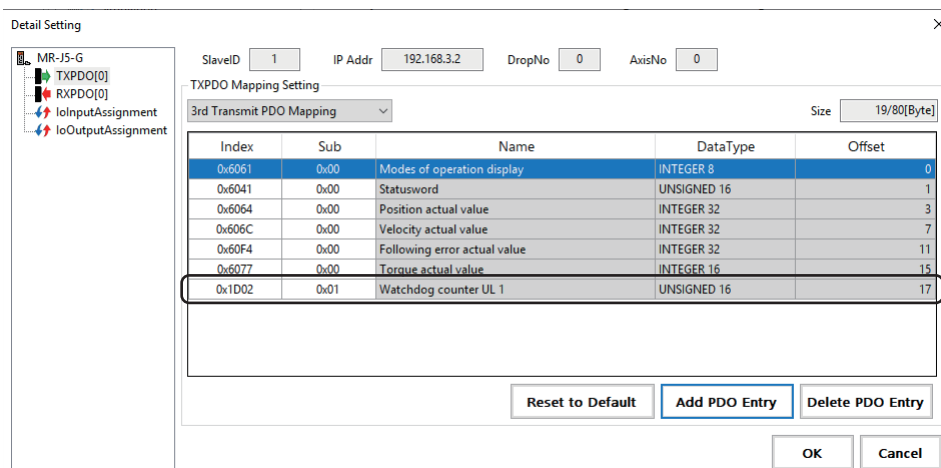 Detail Setting
MR-J5-G
TXPDO[0]
RXPDO[0]
IoInputAssignment
IoOutputAssignment
SlaveID 1 IP Addr 192.168.3.2 DropNo 0 AxisNo 0
TXPDO Mapping Setting
3rd Transmit PDO Mapping Size 19/80[Byte]
Index Sub Name DataType Offset
0x6061 0x00 Modes of operation display INTEGER 8 0
0x6041 0x00 Statusword UNSIGNED 16 1
0x6064 0x00 Position actual value INTEGER 32 3
0x606C 0x00 Velocity actual value INTEGER 32 7
0x60F4 0x00 Following error actual value INTEGER 32 11
0x6077 0x00 Torque actual value INTEGER 16 15
0x1D02 0x01 Watchdog counter UL 1 UNSIGNED 16 17
Reset to Default Add PDO Entry Delete PDO Entry
OK Cancel